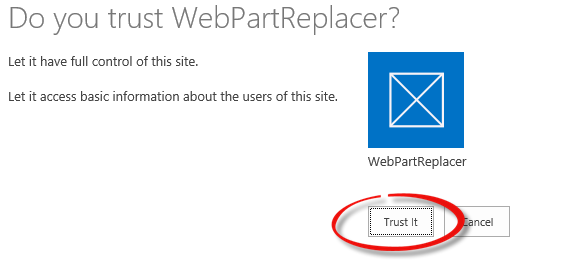 Do you trust WebPartReplacer?
Let it have full control of this site.
Let it access basic information about the users of this site.
WebPartReplacer
Trust It
Cancel